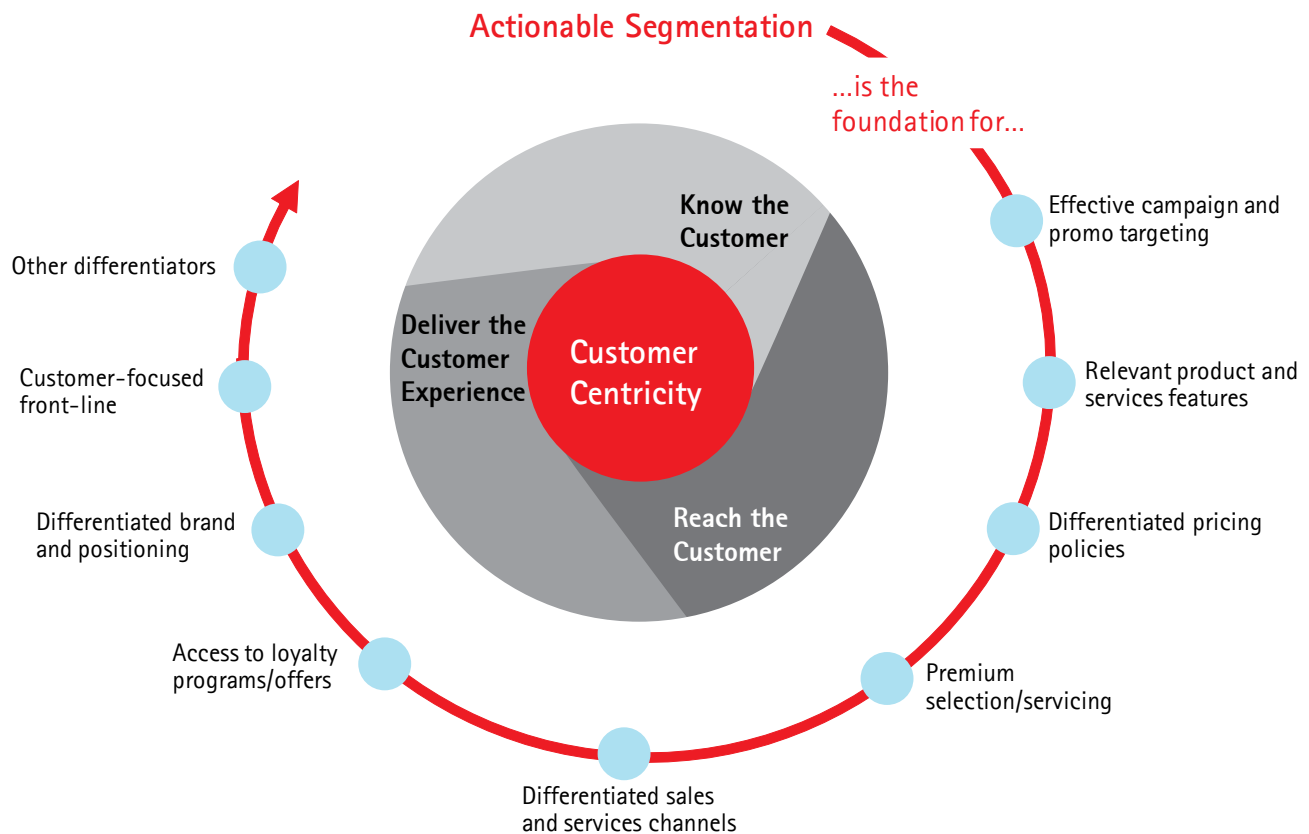 Actionable Segmentation
...is the
foundation for...
Know the
Customer
Deliver the
Customer
Experience
Customer
Centricity
Reach the
Customer
Effective campaign and
promo targeting
Relevant product and
services features
Differentiated pricing
policies
Premium
selection/servicing
Differentiated sales
and services channels
Access to loyalty
programs/offers
Differentiated brand
and positioning
Customer-focused
front-line
Other differentiators